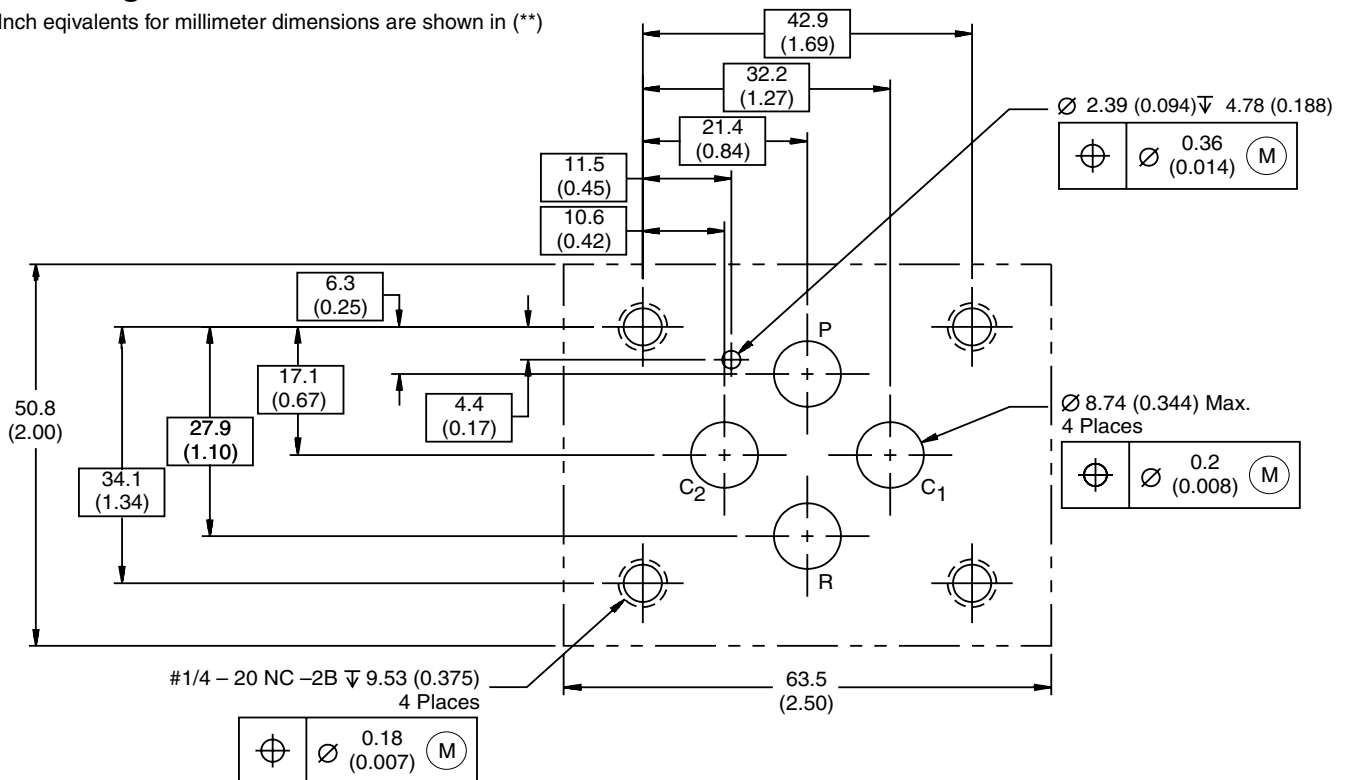 Inch eqivalents for millimeter dimensions are shown in (**)
42.9
(1.69)
32.2
(1.27)
21.4
(0.84)
11.5
(0.45)
10.6
(0.42)
Ø 2.39 (0.094)↧ 4.78 (0.188)
⌖ Ø 0.36 (0.014) Ⓜ
6.3
(0.25)
P
17.1
(0.67)
4.4
(0.17)
50.8
(2.00)
27.9
(1.10)
34.1
(1.34)
Ø 8.74 (0.344) Max.
4 Places
⌖ Ø 0.2 (0.008) Ⓜ
C2
C1
R
#1/4 – 20 NC –2B ↧ 9.53 (0.375)
4 Places
⌖ Ø 0.18 (0.007) Ⓜ
63.5
(2.50)